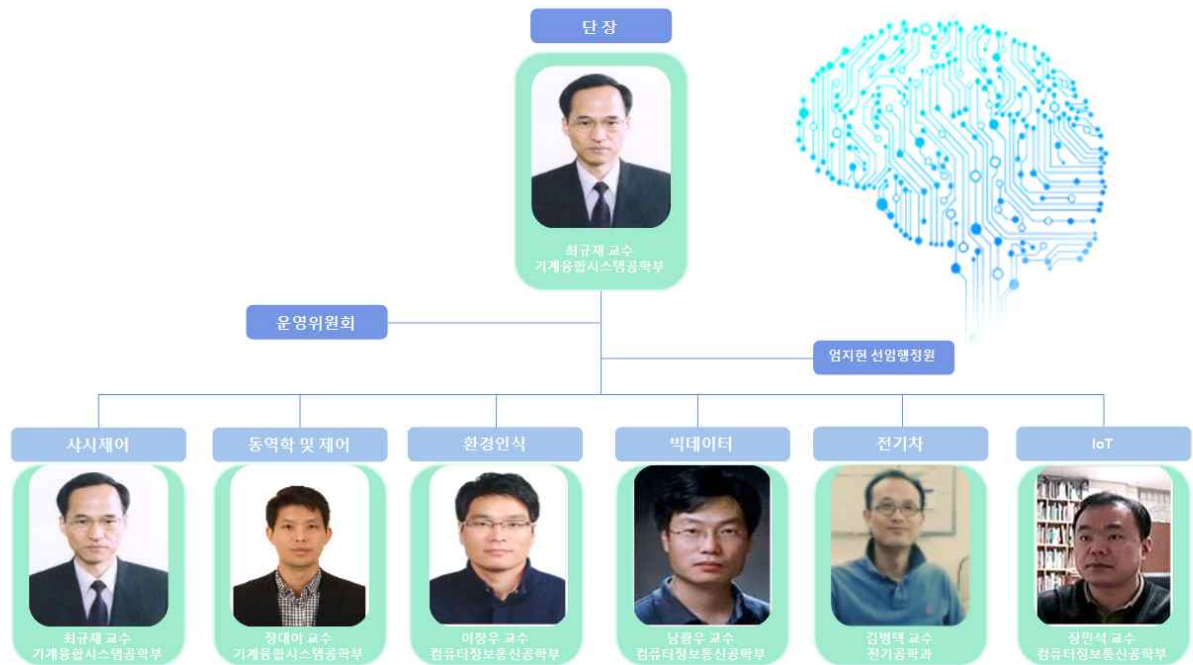 단 장
최규재 교수
기계융합시스템공학부
운영위원회
엄지현 선임행정원
샤시제어
동역학 및 제어
환경인식
빅데이터
전기차
IoT
최규재 교수
기계융합시스템공학부
정대이 교수
기계융합시스템공학부
이창우 교수
컴퓨터정보통신공학부
남광우 교수
컴퓨터정보통신공학부
김병택 교수
전기공학과
장민석 교수
컴퓨터정보통신공학부